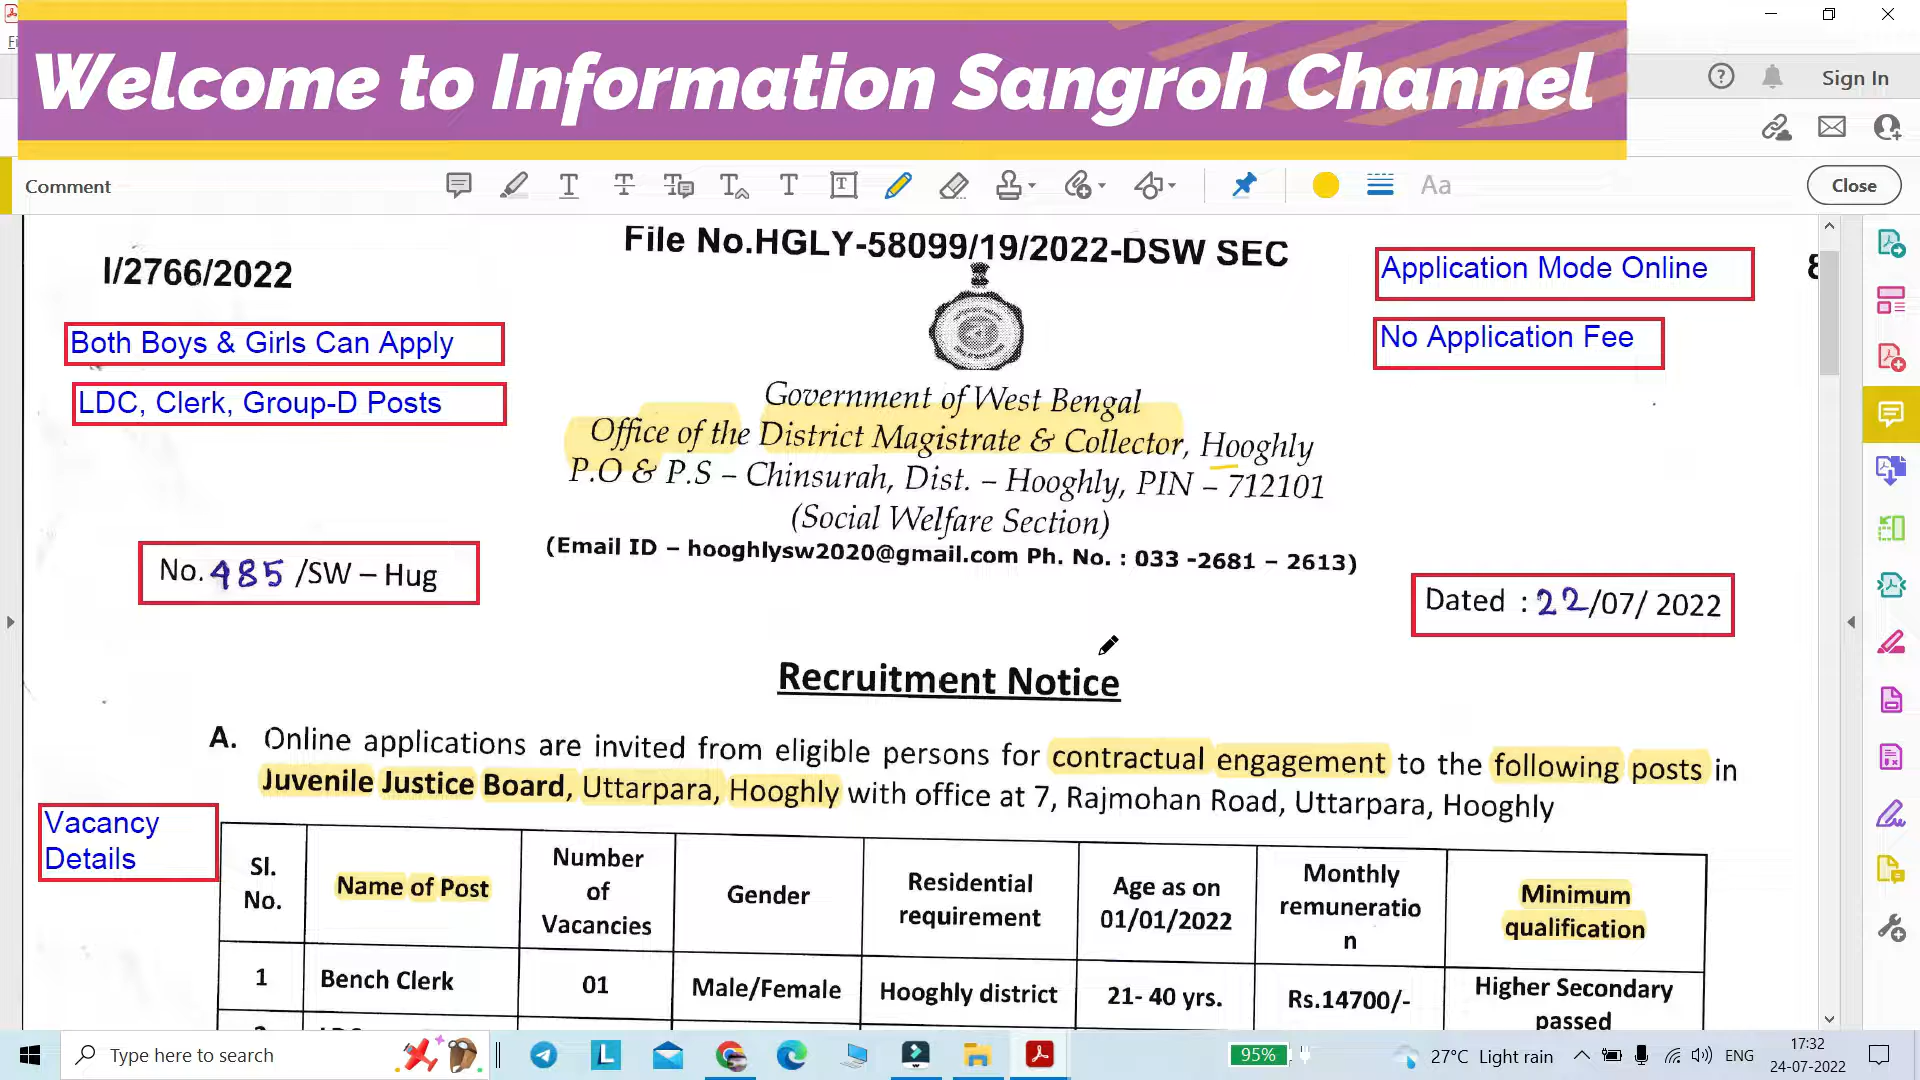 Welcome to Information Sangroh Channel
Sign In
Comment
Aa
Close
File No.HGLY-58099/19/2022-DSW SEC
I/2766/2022
Application Mode Online
No Application Fee
Both Boys & Girls Can Apply
LDC, Clerk, Group-D Posts
Government of West Bengal
Office of the District Magistrate & Collector, Hooghly
P.O & P.S – Chinsurah, Dist. – Hooghly, PIN – 712101
(Social Welfare Section)
(Email ID – hooghlysw2020@gmail.com Ph. No. : 033 -2681 – 2613)
No. 485 /SW – Hug
Dated : 22/07/ 2022
Recruitment Notice
A. Online applications are invited from eligible persons for contractual engagement to the following posts in
Juvenile Justice Board, Uttarpara, Hooghly with office at 7, Rajmohan Road, Uttarpara, Hooghly
Vacancy
Details
Sl.
No.
Name of Post
Number
of
Vacancies
Gender
Residential
requirement
Age as on
01/01/2022
Monthly
remuneratio
n
Minimum
qualification
1
Bench Clerk
01
Male/Female
Hooghly district
21- 40 yrs.
Rs.14700/-
Higher Secondary
passed
Type here to search
95%
27°C Light rain
ENG
17:32
24-07-2022